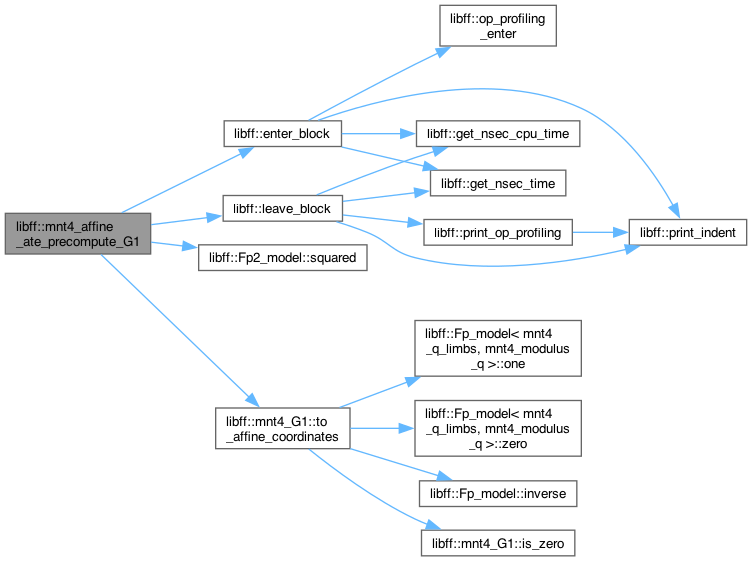 libff::op_profiling
_enter
libff::enter_block
libff::get_nsec_cpu_time
libff::get_nsec_time
libff::leave_block
libff::mnt4_affine
_ate_precompute_G1
libff::print_op_profiling
libff::print_indent
libff::Fp2_model::squared
libff::Fp_model< mnt4
_q_limbs, mnt4_modulus
_q >::one
libff::mnt4_G1::to
_affine_coordinates
libff::Fp_model< mnt4
_q_limbs, mnt4_modulus
_q >::zero
libff::Fp_model::inverse
libff::mnt4_G1::is_zero